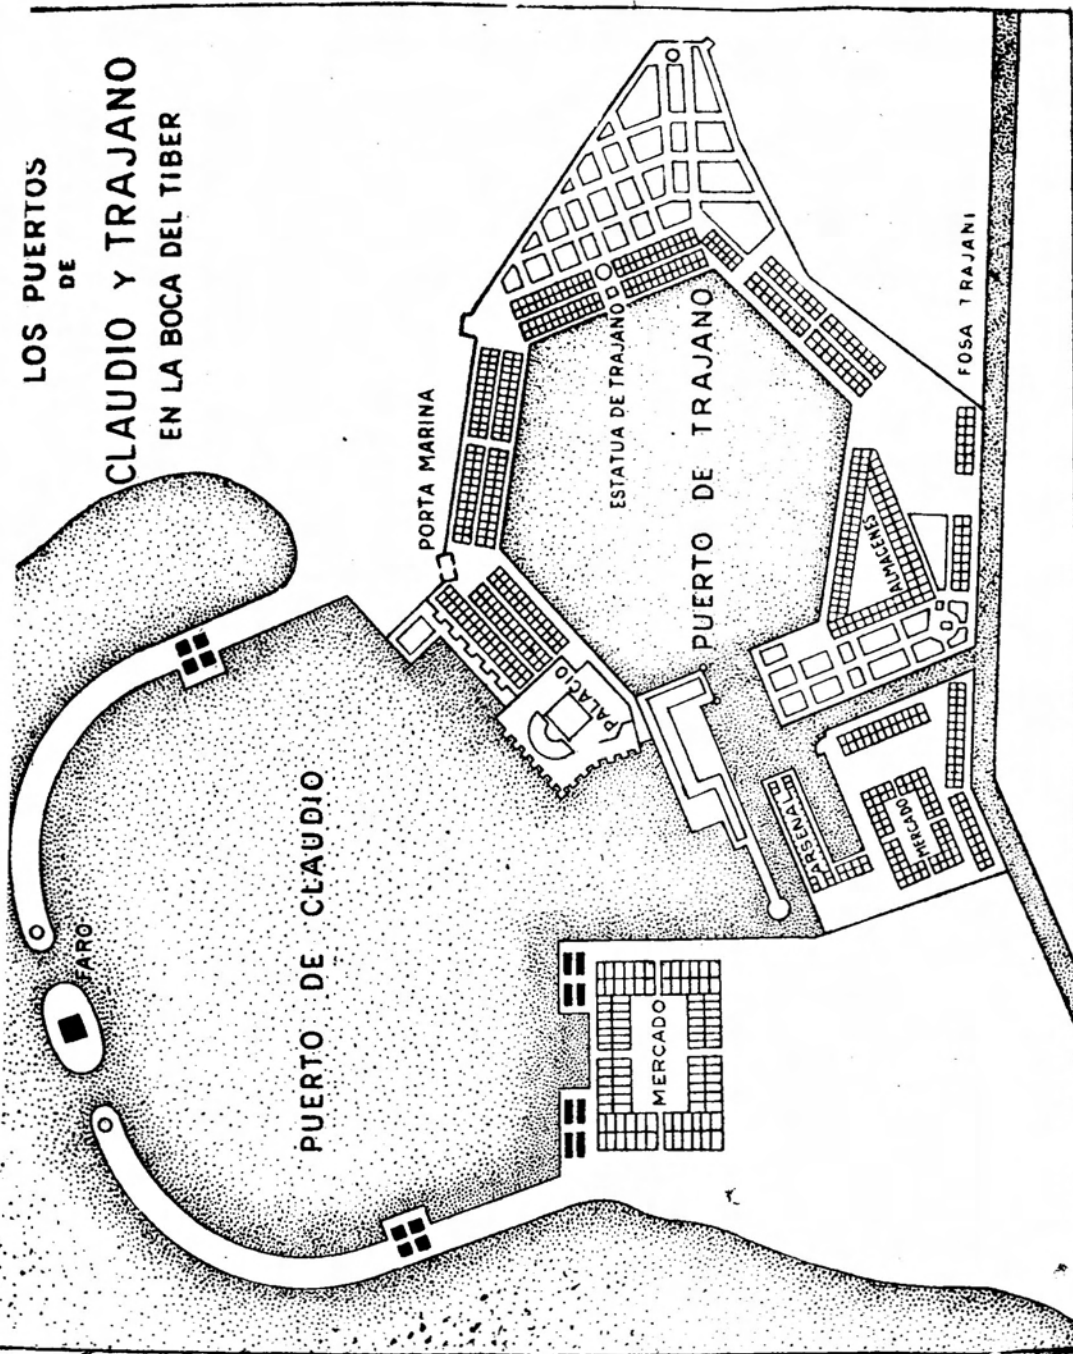 LOS PUERTOS
DE
CLAUDIO Y TRAJANO
EN LA BOCA DEL TIBER
FARO
PUERTO DE CLAUDIO
PORTA MARINA
PALACIO
ESTATUA DE TRAJANO
PUERTO DE TRAJANO
ALMACENES
FOSA TRAJANI
ARSENAL
MERCADO
MERCADO